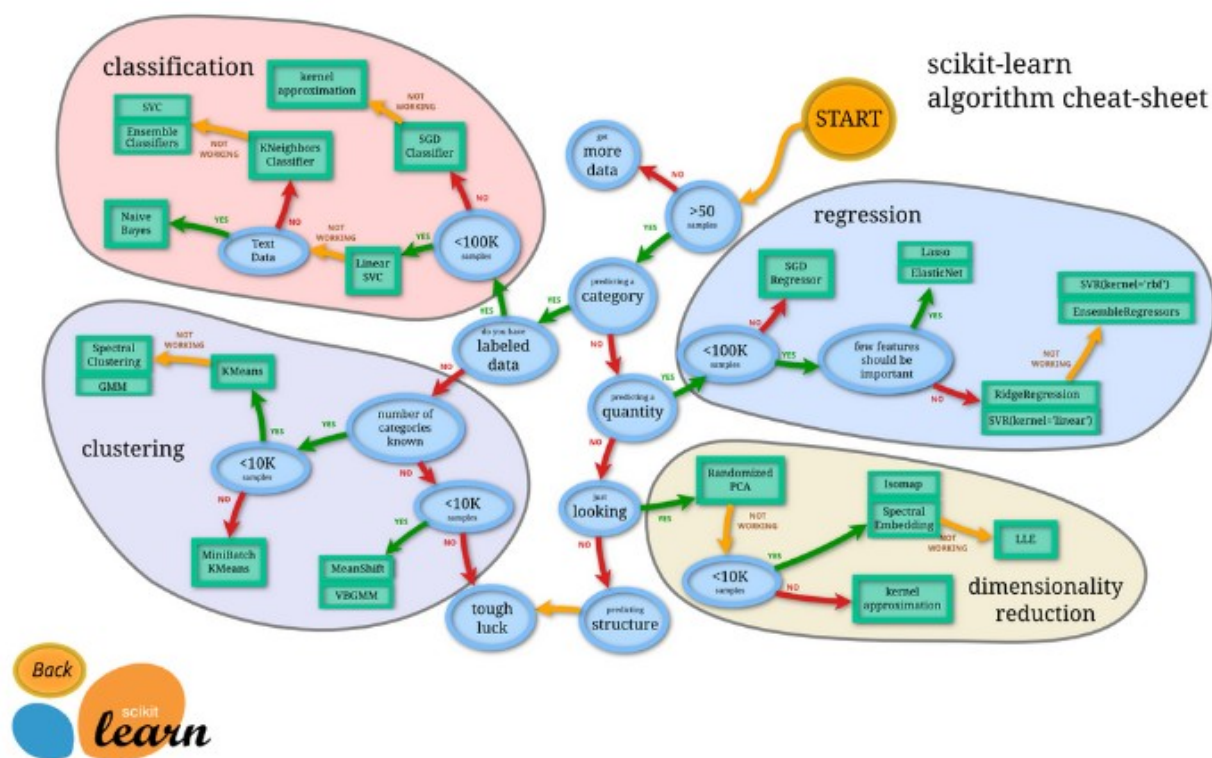 scikit-learn
algorithm cheat-sheet
START
classification
kernel
approximation
NOT
WORKING
SVC
Ensemble
Classifiers
NOT
WORKING
KNeighbors
Classifier
SGD
Classifier
NO
NO
Naive
Bayes
YES
Text
Data
NOT
WORKING
Linear
SVC
YES
<100K
samples
YES
get
more
data
NO
>50
samples
YES
predicting a
category
YES
do you have
labeled
data
NO
NO
predicting a
quantity
YES
NO
just
looking
YES
NO
predicting
structure
tough
luck
regression
SGD
Regressor
NO
<100K
samples
YES
few features
should be
important
YES
Lasso
ElasticNet
NO
RidgeRegression
SVR(kernel='linear')
NOT
WORKING
SVR(kernel='rbf')
EnsembleRegressors
clustering
Spectral
Clustering
GMM
NOT
WORKING
KMeans
YES
number of
categories
known
YES
<10K
samples
NO
MiniBatch
KMeans
NO
<10K
samples
YES
MeanShift
VBGMM
NO
dimensionality
reduction
Randomized
PCA
NOT
WORKING
<10K
samples
YES
Isomap
Spectral
Embedding
NOT
WORKING
LLE
NO
kernel
approximation
Back
scikit
learn